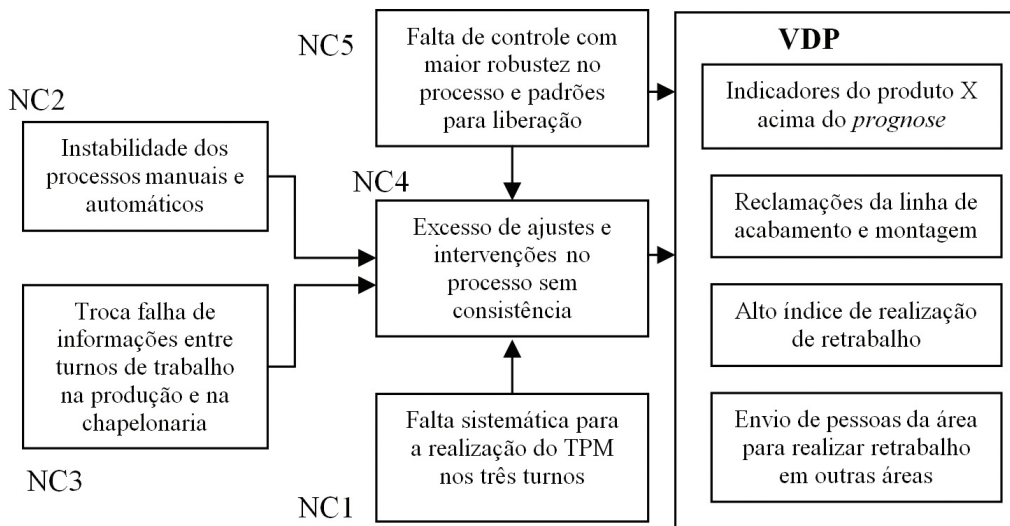 NC2
Instabilidade dos
processos manuais e
automáticos
Troca falha de
informações entre
turnos de trabalho
na produção e na
chapelonaria
NC3
NC5
Falta de controle com
maior robustez no
processo e padrões
para liberação
NC4
Excesso de ajustes e
intervenções no
processo sem
consistência
Falta sistemática para
a realização do TPM
nos três turnos
NC1
VDP
Indicadores do produto X
acima do prognose
Reclamações da linha de
acabamento e montagem
Alto índice de realização
de retrabalho
Envio de pessoas da área
para realizar retrabalho
em outras áreas